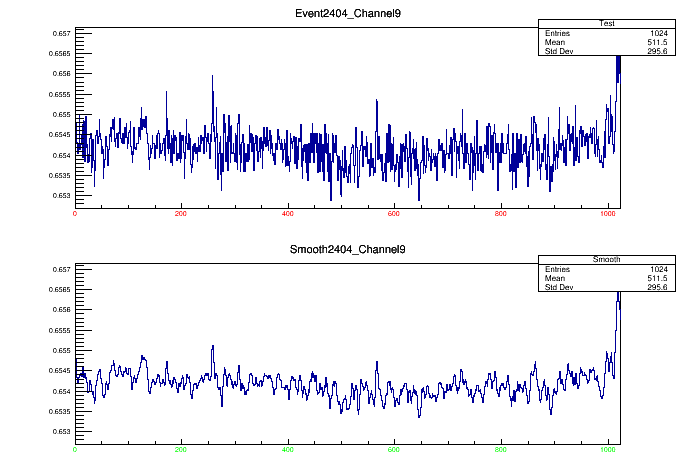 Event2404_Channel9
Test
Entries 1024
Mean 511.5
Std Dev 295.6
0.657
0.6565
0.656
0.6555
0.655
0.6545
0.654
0.6535
0.653
0 200 400 600 800 1000
Smooth2404_Channel9
Smooth
Entries 1024
Mean 511.5
Std Dev 295.6
0.657
0.6565
0.656
0.6555
0.655
0.6545
0.654
0.6535
0.653
0 200 400 600 800 1000